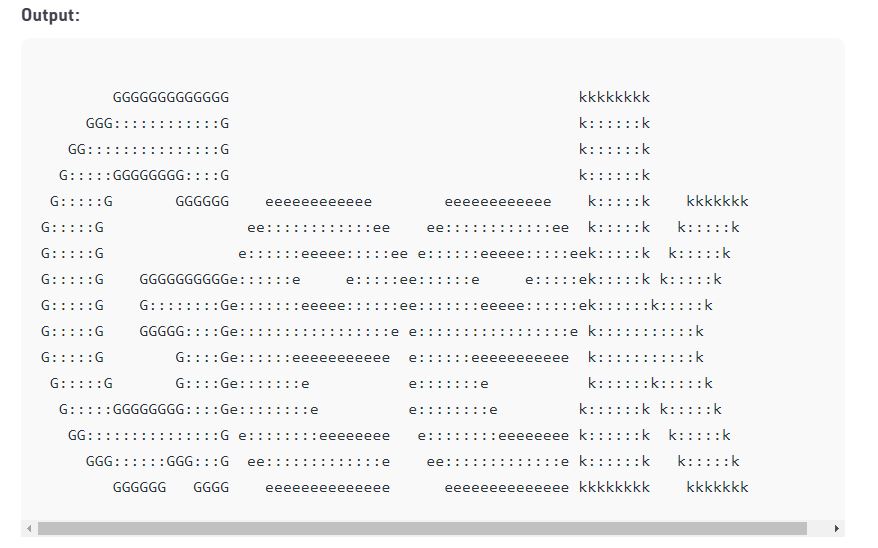 Output:
        GGGGGGGGGGGGG                                       kkkkkkkk
     GGG::::::::::::G                                       k::::::k
   GG:::::::::::::::G                                       k::::::k
  G:::::GGGGGGGG::::G                                       k::::::k
 G:::::G       GGGGGG    eeeeeeeeeeee        eeeeeeeeeeee    k:::::k    kkkkkkk
G:::::G                ee::::::::::::ee    ee::::::::::::ee  k:::::k   k:::::k
G:::::G               e::::::eeeee:::::ee e::::::eeeee:::::eek:::::k  k:::::k
G:::::G    GGGGGGGGGGe::::::e     e:::::ee::::::e     e:::::ek:::::k k:::::k
G:::::G    G::::::::Ge:::::::eeeee::::::ee:::::::eeeee::::::ek::::::k:::::k
G:::::G    GGGGG::::Ge:::::::::::::::::e e:::::::::::::::::e k:::::::::::k
G:::::G        G::::Ge::::::eeeeeeeeeee  e::::::eeeeeeeeeee  k:::::::::::k
 G:::::G       G::::Ge:::::::e           e:::::::e           k::::::k:::::k
  G:::::GGGGGGGG::::Ge::::::::e          e::::::::e         k::::::k k:::::k
   GG:::::::::::::::G e::::::::eeeeeeee   e::::::::eeeeeeee k::::::k  k:::::k
     GGG::::::GGG:::G  ee:::::::::::::e    ee:::::::::::::e k::::::k   k:::::k
        GGGGGG   GGGG    eeeeeeeeeeeeee      eeeeeeeeeeeeee kkkkkkkk    kkkkkkk